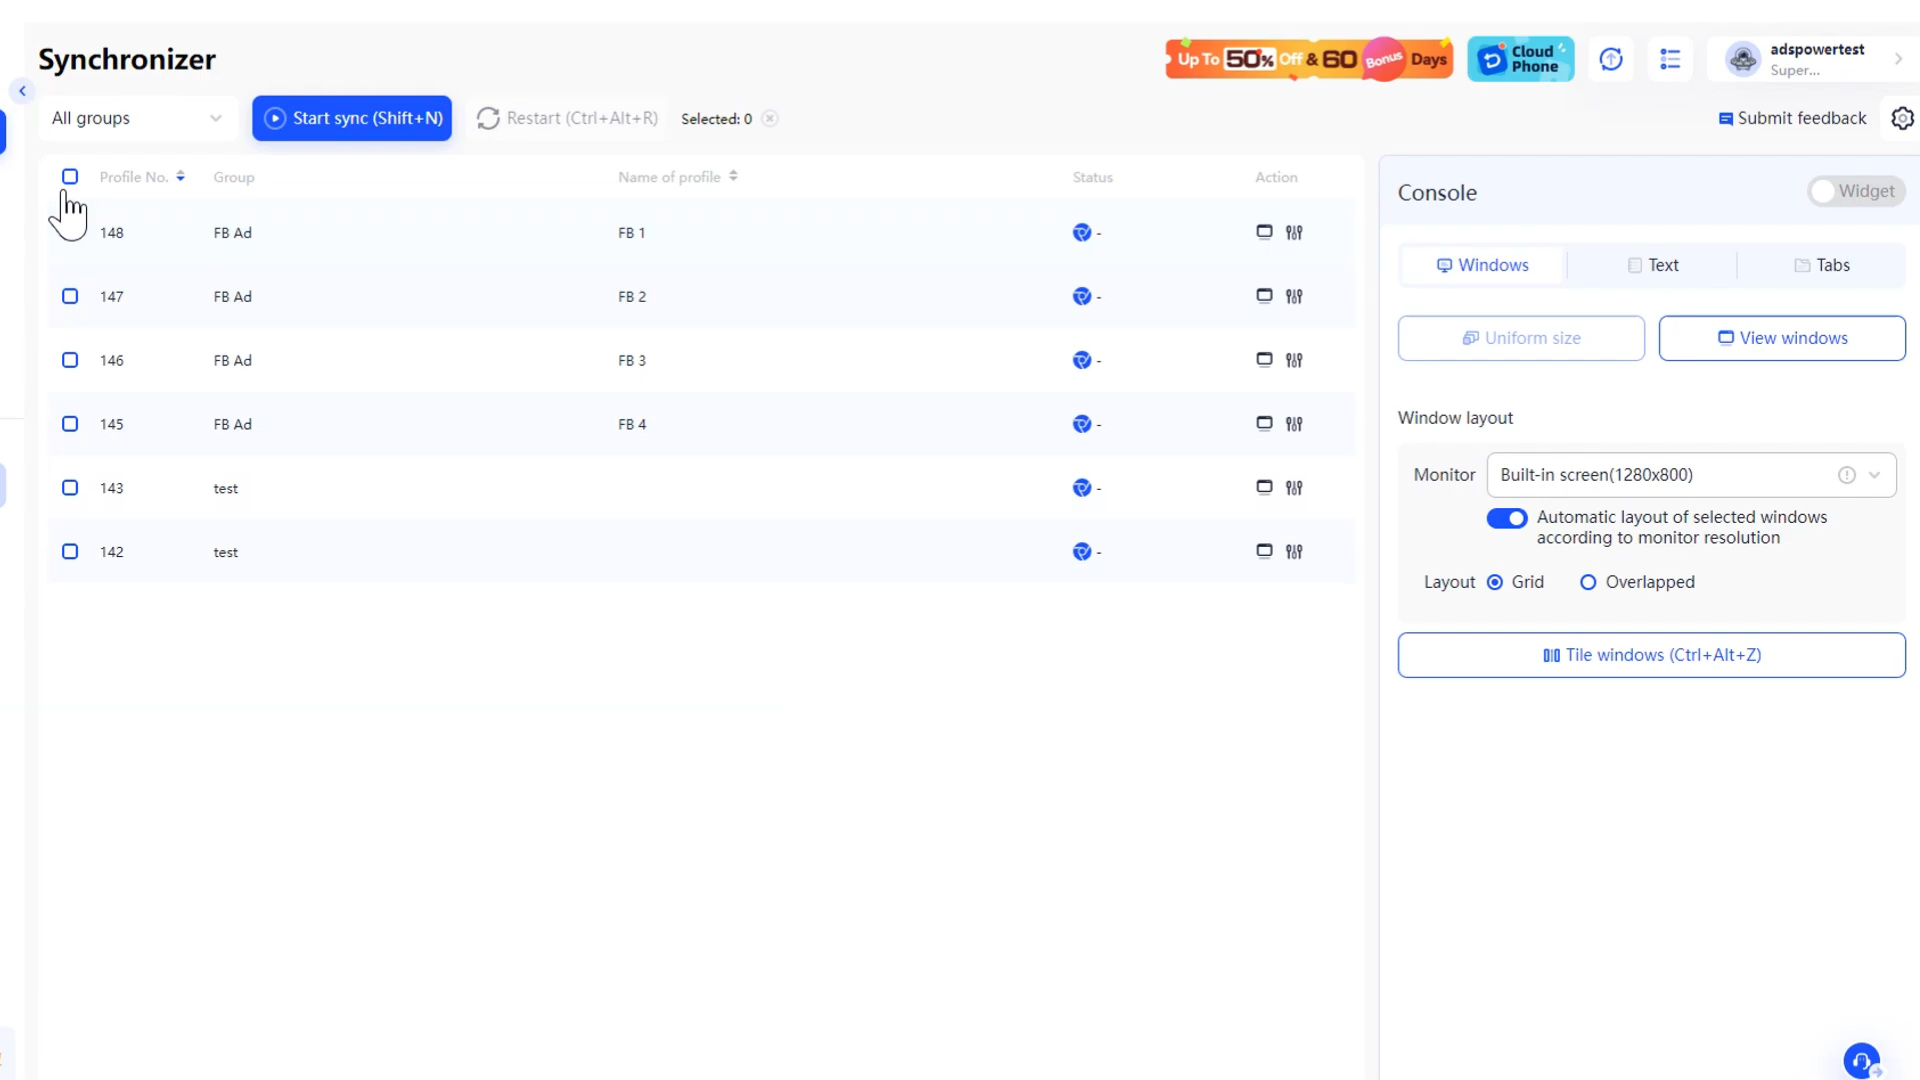 Synchronizer
Up To 50% Off & 60 Bonus Days
Cloud Phone
adspowertest
Super...
All groups
Start sync (Shift+N)
Restart (Ctrl+Alt+R)
Selected: 0
Submit feedback
Profile No. Group Name of profile Status Action
148 FB Ad FB 1 -
147 FB Ad FB 2 -
146 FB Ad FB 3 -
145 FB Ad FB 4 -
143 test -
142 test -
Console
Widget
Windows Text Tabs
Uniform size View windows
Window layout
Monitor Built-in screen(1280x800)
Automatic layout of selected windows
according to monitor resolution
Layout Grid Overlapped
Tile windows (Ctrl+Alt+Z)